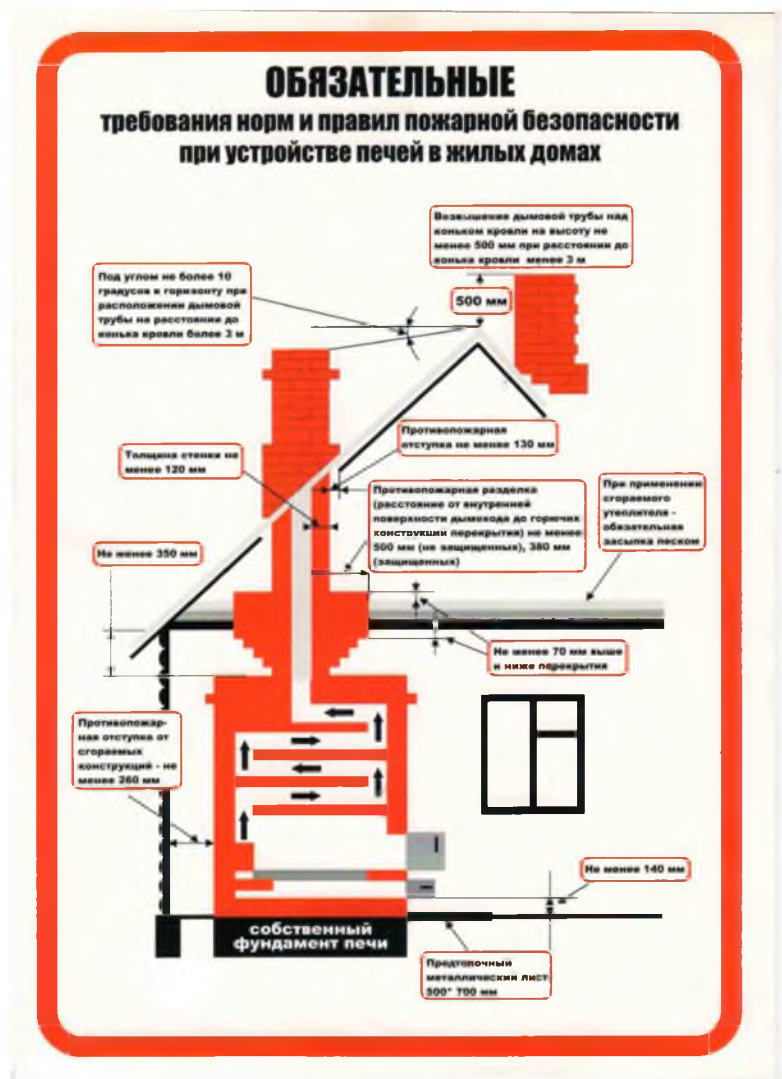 ОБЯЗАТЕЛЬНЫЕ
требования норм и правил пожарной безопасности
при устройстве печей в жилых домах
Возвышение дымовой трубы над
коньком кровли на высоту не
менее 500 мм при расстоянии до
конька кровли менее 3 м
Под углом не более 10
градусов к горизонту при
расположении дымовой
трубы на расстоянии до
конька кровли более 3 м
500 мм
Противопожарная
отступка не менее 130 мм
Толщина стенки не
менее 120 мм
Противопожарная разделка
(расстояние от внутренней
поверхности дымохода до горючих
конструкции перекрытия) не менее
500 мм (не защищенных), 380 мм
(защищенных)
При применении
сгораемого
утеплителя -
обязательная
засыпка песком
Не менее 350 мм
Не менее 70 мм выше
и ниже перекрытия
Противопожар-
ная отступка от
сгораемых
конструкций - не
менее 260 мм
Не менее 140 мм
собственный
фундамент печи
Предтопочный
металлический лист
500* 700 мм